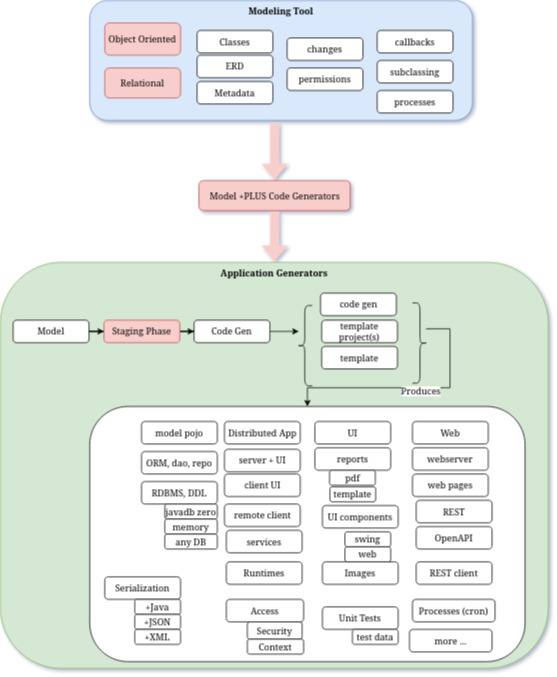 Modeling Tool
Object Oriented
Relational
Classes
ERD
Metadata
changes
permissions
callbacks
subclassing
processes
Model +PLUS Code Generators
Application Generators
Model
Staging Phase
Code Gen
code gen
template
project(s)
template
Produces
model pojo
ORM, dao, repo
RDBMS, DDL
javadb zero
memory
any DB
Serialization
+Java
+JSON
+XML
Distributed App
server + UI
client UI
remote client
services
Runtimes
Access
Security
Context
UI
reports
pdf
template
UI components
swing
web
Images
Unit Tests
test data
Web
webserver
web pages
REST
OpenAPI
REST client
Processes (cron)
more ...